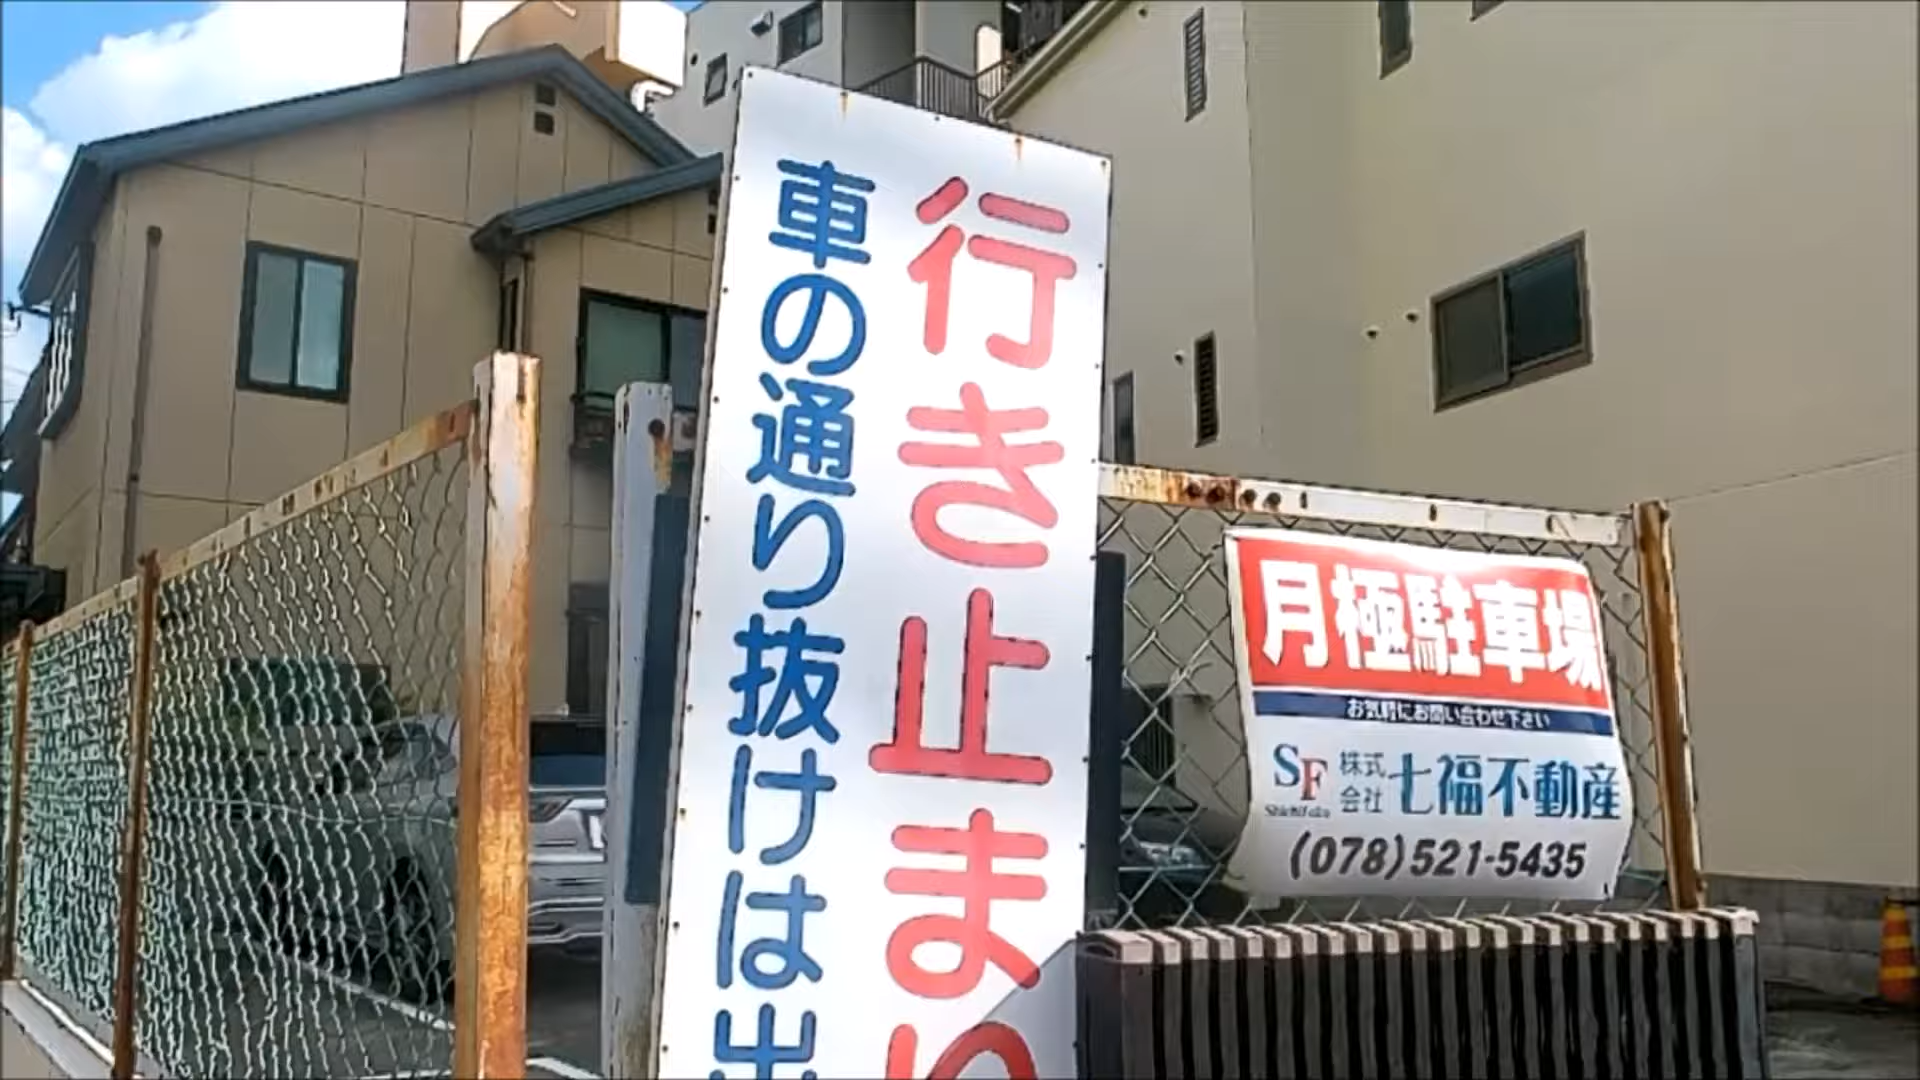 行き止まり
車の通り抜けは出
月極駐車場
お気軽にお問い合わせ下さい
SF 株式会社 七福不動産
(078)521-5435